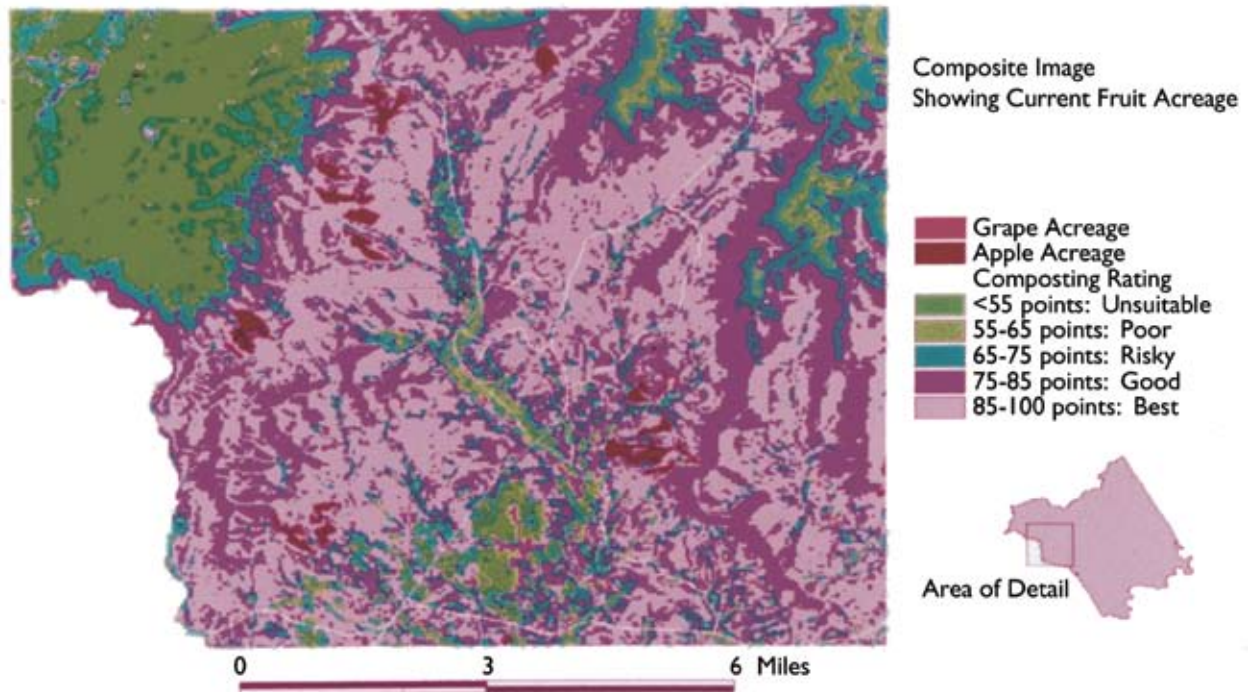 Composite Image
Showing Current Fruit Acreage
Grape Acreage
Apple Acreage
Composting Rating
<55 points: Unsuitable
55-65 points: Poor
65-75 points: Risky
75-85 points: Good
85-100 points: Best
Area of Detail
0 3 6 Miles